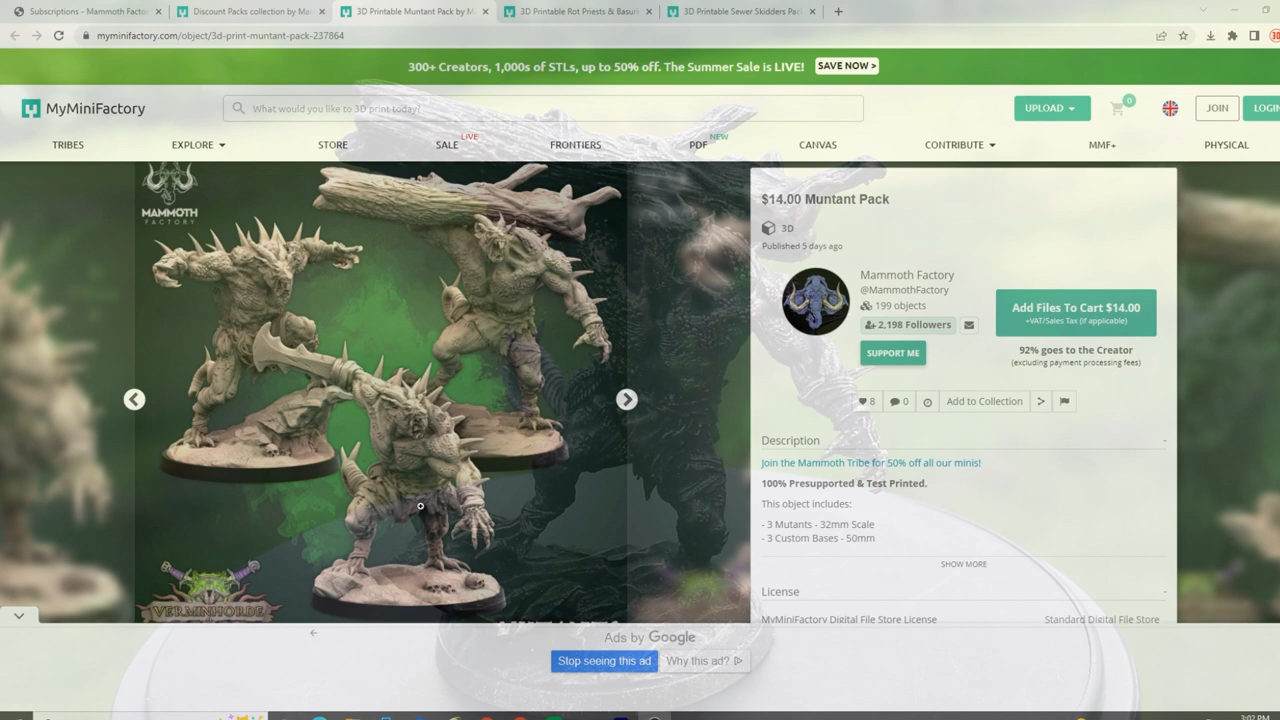 Subscriptions - Mammoth Factor
Discount Packs collection by Mam
3D Printable Muntant Pack by M
3D Printable Rot Priests & Basuri
3D Printable Sewer Skidders Pac
myminifactory.com/object/3d-print-muntant-pack-237864
300+ Creators, 1,000s of STLs, up to 50% off. The Summer Sale is LIVE! SAVE NOW >
MyMiniFactory
What would you like to 3D print today?
UPLOAD
0
JOIN
LOGIN
TRIBES
EXPLORE
STORE
SALE
LIVE
FRONTIERS
PDF
NEW
CANVAS
CONTRIBUTE
MMF+
PHYSICAL
MAMMOTH
FACTORY
VERMINHORDE
$14.00 Muntant Pack
3D
Published 5 days ago
Mammoth Factory
@MammothFactory
199 objects
2,198 Followers
SUPPORT ME
Add Files To Cart $14.00
+VAT/Sales Tax (if applicable)
92% goes to the Creator
(excluding payment processing fees)
8
0
Add to Collection
Description
-
Join the Mammoth Tribe for 50% off all our minis!
100% Presupported & Test Printed.
This object includes:
- 3 Mutants - 32mm Scale
- 3 Custom Bases - 50mm
SHOW MORE
License
-
MyMiniFactory Digital File Store License
Standard Digital File Store
Ads by Google
Stop seeing this ad
Why this ad?
3:02 PM